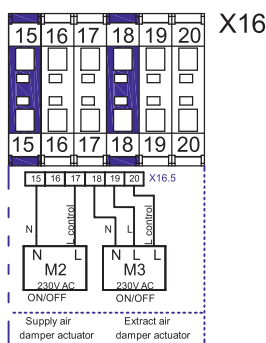 X16
15 16 17 18 19 20
15 16 17 18 19 20
15 16 17 18 19 20 X16.5
N L control N L L control
N L N L L
M2 M3
230V AC 230V AC
ON/OFF ON/OFF
Supply air Extract air
damper actuator damper actuator